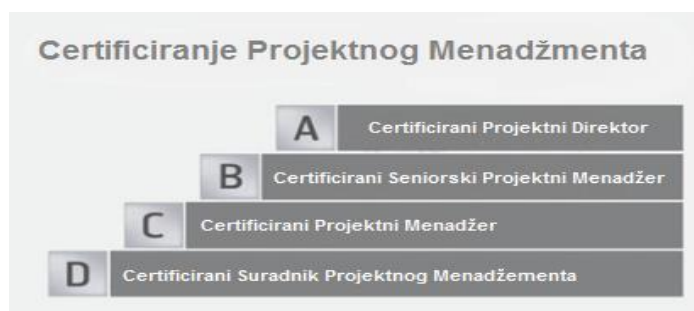 Certificiranje Projektnog Menadžmenta
A Certificirani Projektni Direktor
B Certificirani Seniorski Projektni Menadžer
C Certificirani Projektni Menadžer
D Certificirani Suradnik Projektnog Menadžementa